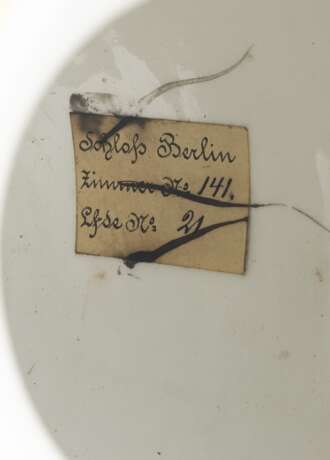 Schloß Berlin
Zimmer No 141.
Lfde No: 21